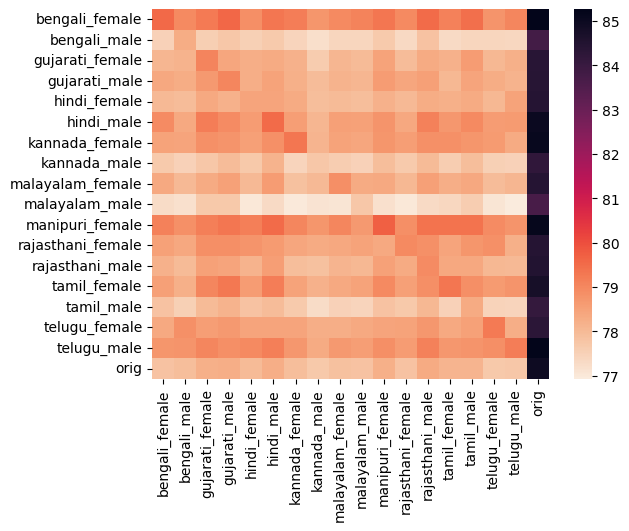 bengali_female
bengali_male
gujarati_female
gujarati_male
hindi_female
hindi_male
kannada_female
kannada_male
malayalam_female
malayalam_male
manipuri_female
rajasthani_female
rajasthani_male
tamil_female
tamil_male
telugu_female
telugu_male
orig
bengali_female
bengali_male
gujarati_female
gujarati_male
hindi_female
hindi_male
kannada_female
kannada_male
malayalam_female
malayalam_male
manipuri_female
rajasthani_female
rajasthani_male
tamil_female
tamil_male
telugu_female
telugu_male
orig
85
84
83
82
81
80
79
78
77